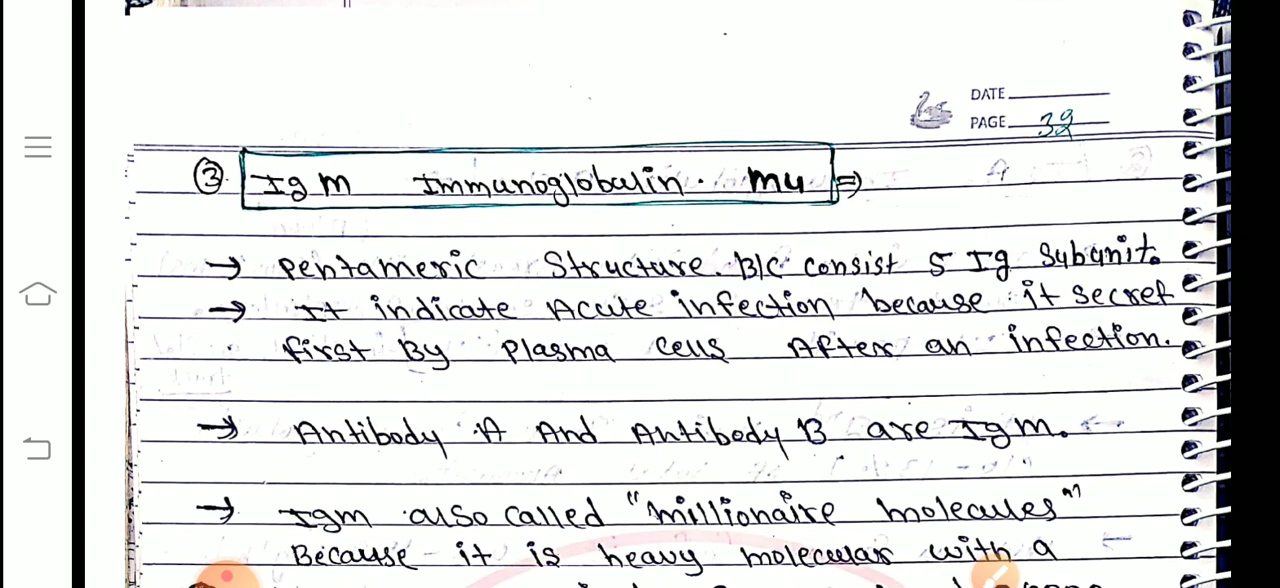 DATE
PAGE 39
③ Igm Immunoglobulin. mu ⇒
→ Pentameric Structure. B/C consist 5 Ig Subunit.
→ It indicate Acute infection because it secret
first By Plasma cells After an infection.
→ Antibody A And Antibody B are Igm.
→ Igm also called "millionaire molecules"
Because it is heavy molecular with a